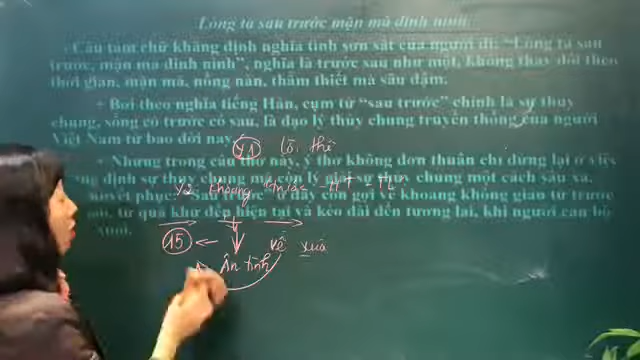 Lòng ta sau trước mặn mà đinh ninh
Câu tám chữ khẳng định nghĩa tình son sắt của người đi: “Lòng ta sau
trước, mặn mà đinh ninh”, nghĩa là trước sau như một, không thay đổi theo
thời gian, mặn mà, nồng nàn, thắm thiết mà sâu đậm.
+ Bởi theo nghĩa tiếng Hán, cụm từ “sau trước” chính là sự thủy
chung, sống có trước có sau, là đạo lý thủy chung truyền thống của người
Việt Nam từ bao đời nay
Y1 lời thề
+ Nhưng trong câu thơ này, ý thơ không đơn thuần chỉ dừng lại ở việc
định sự thủy chung mà còn lý giải sự thủy chung một cách sâu xa,
Y2 khoảng
thuyết phục. Sau trước ở đây còn gợi về khoảng không gian từ trước
từ quá khứ đến hiện tại và kéo dài đến tương lai, khi người cán bộ
xuôi.
15 về xuôi
Ân tình